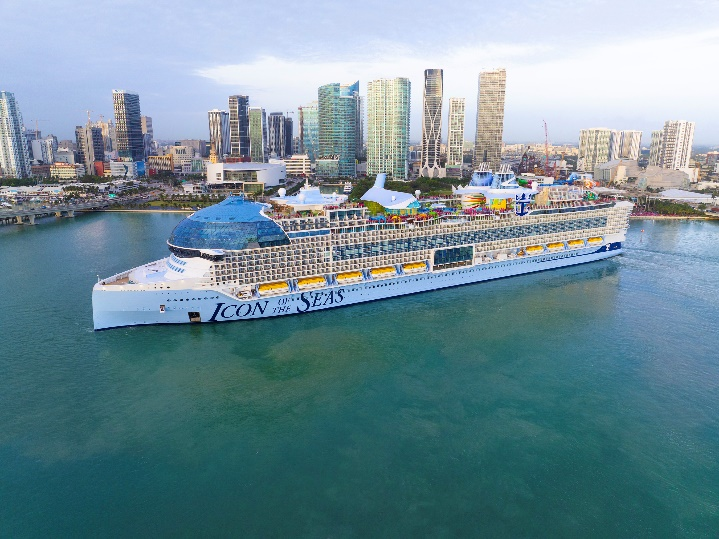 ICON OF THE SEAS